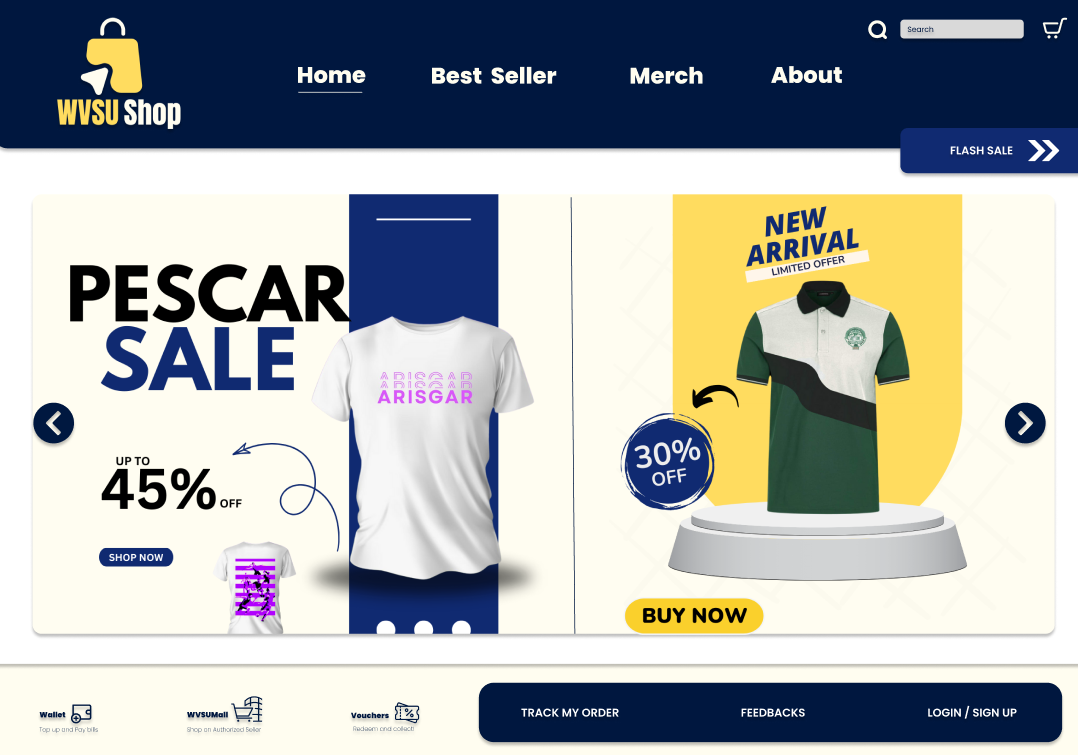 Search
WVSU Shop
Home
Best Seller
Merch
About
FLASH SALE
PESCAR
SALE
UP TO
45% OFF
SHOP NOW
ARISGAR
ARISGAR
ARISGAR
NEW
ARRIVAL
LIMITED OFFER
30%
OFF
BUY NOW
Wallet
Top up and Pay bills
WVSUMall
Shop on Authorized Seller
Vouchers
Redeem and collect!
TRACK MY ORDER
FEEDBACKS
LOGIN / SIGN UP